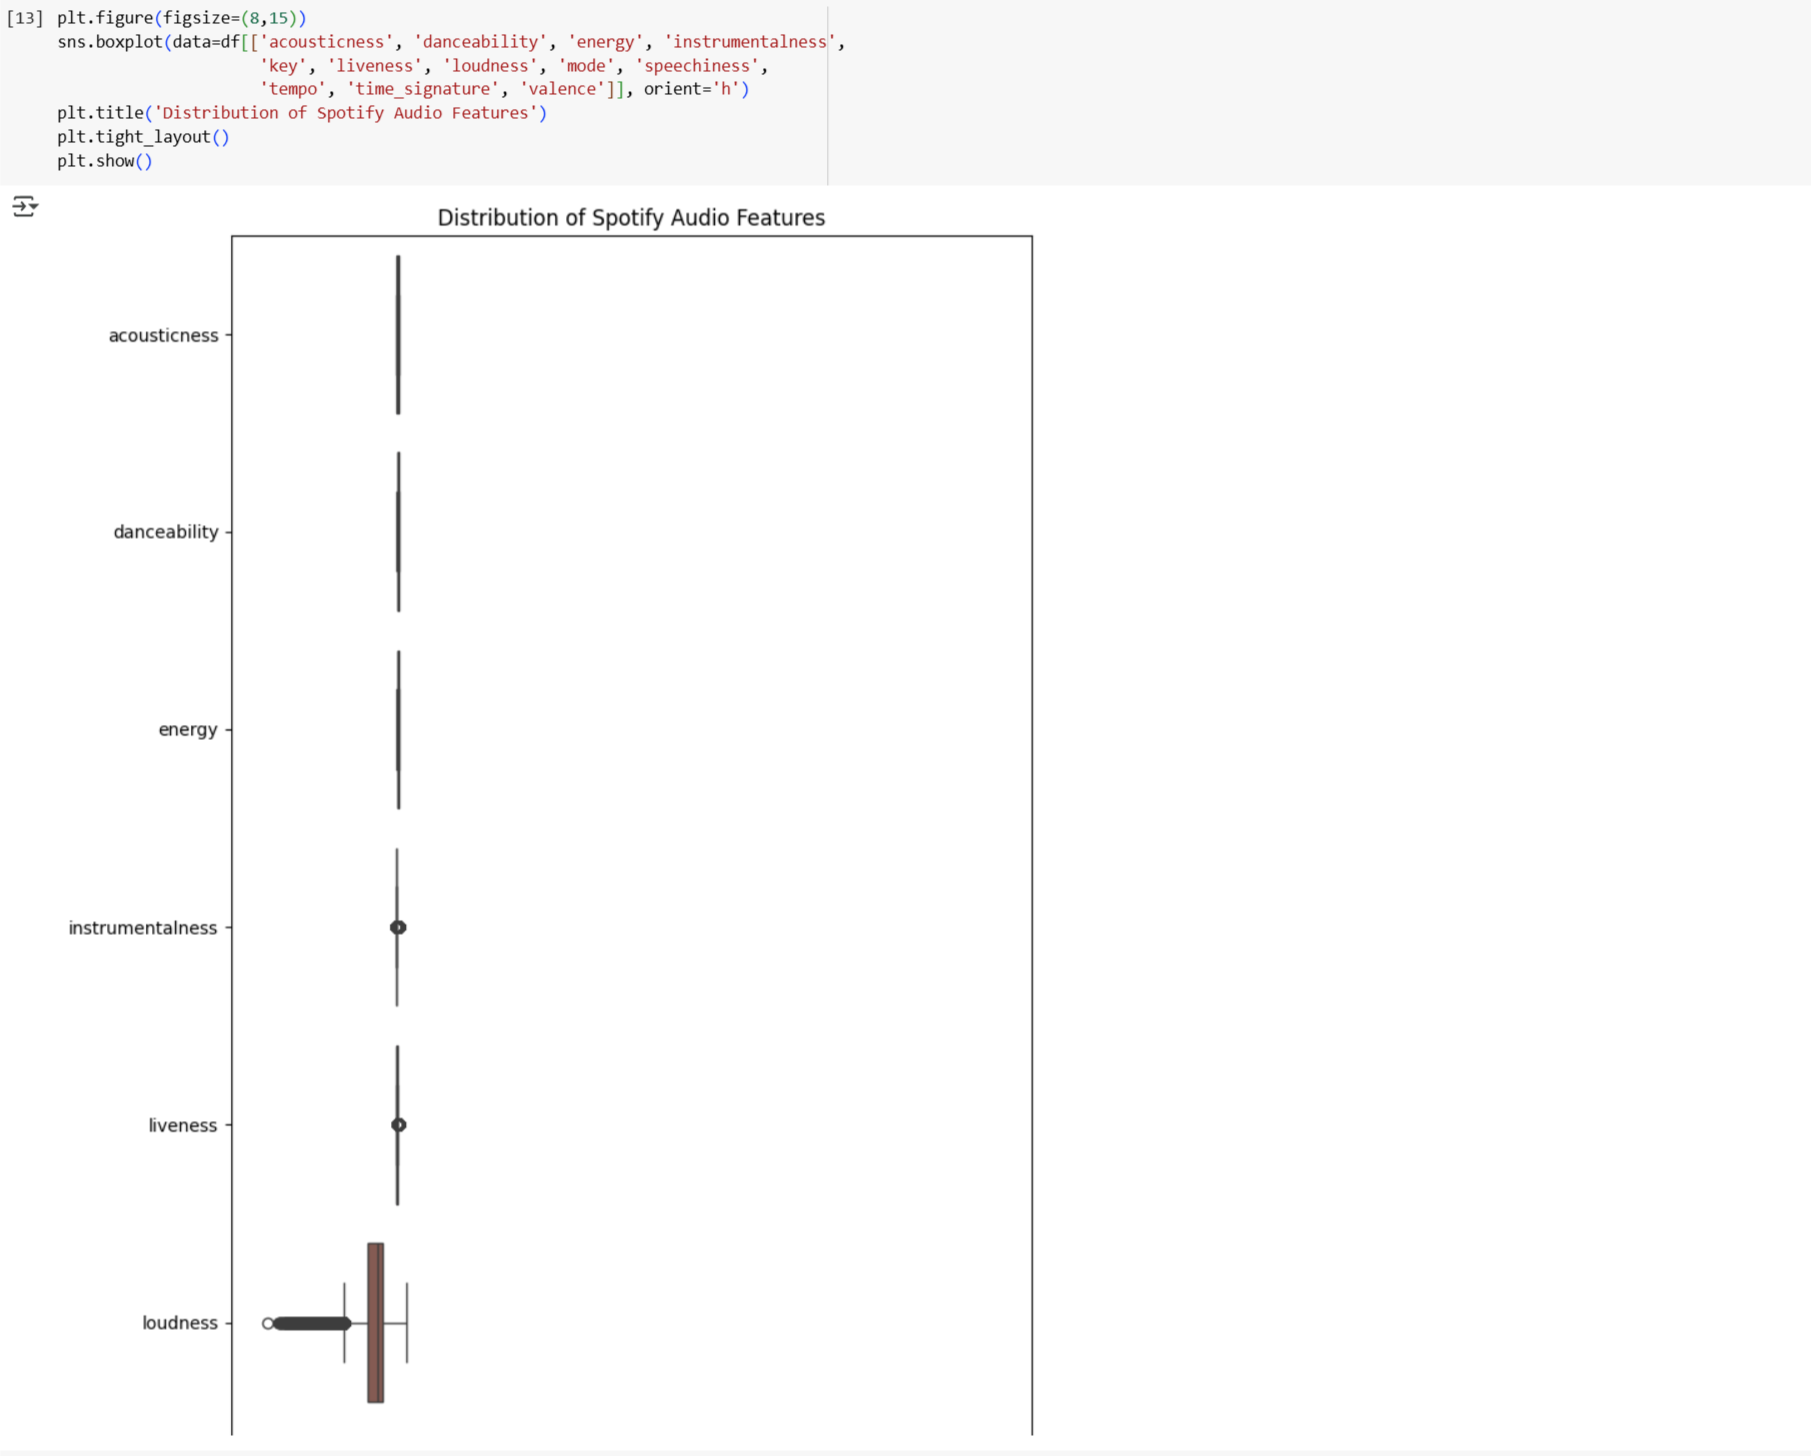 [13] plt.figure(figsize=(8,15))
sns.boxplot(data=df[['acousticness', 'danceability', 'energy', 'instrumentalness',
'key', 'liveness', 'loudness', 'mode', 'speechiness',
'tempo', 'time_signature', 'valence']], orient='h')
plt.title('Distribution of Spotify Audio Features')
plt.tight_layout()
plt.show()
Distribution of Spotify Audio Features
acousticness
danceability
energy
instrumentalness
liveness
loudness